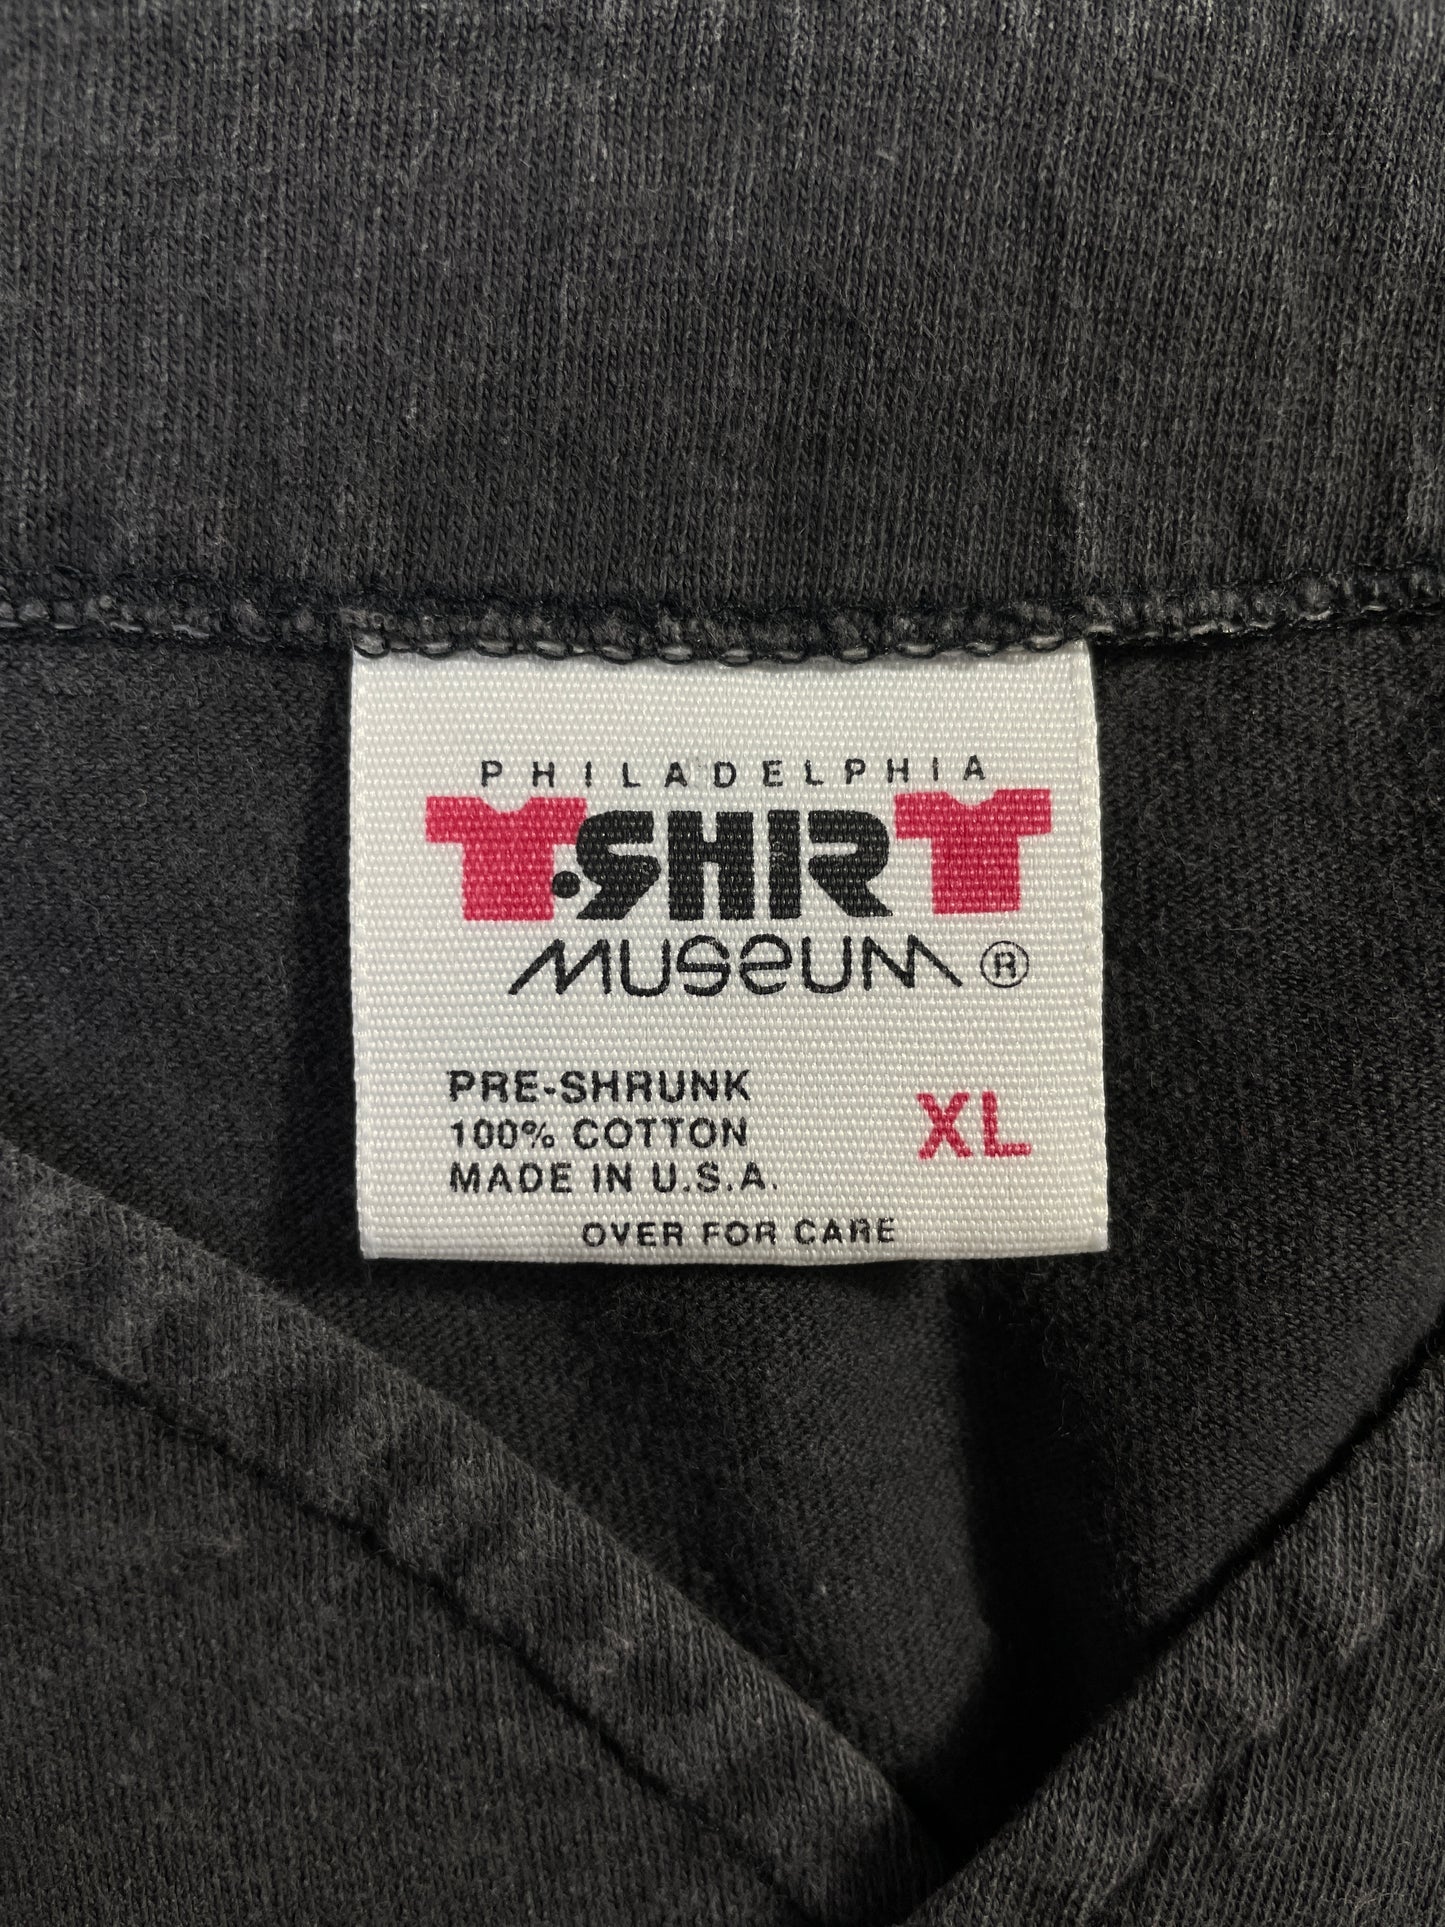 PHILADELPHIA
T-SHIRT
MUSEUM ®
PRE-SHRUNK
100% COTTON
MADE IN U.S.A.
XL
OVER FOR CARE